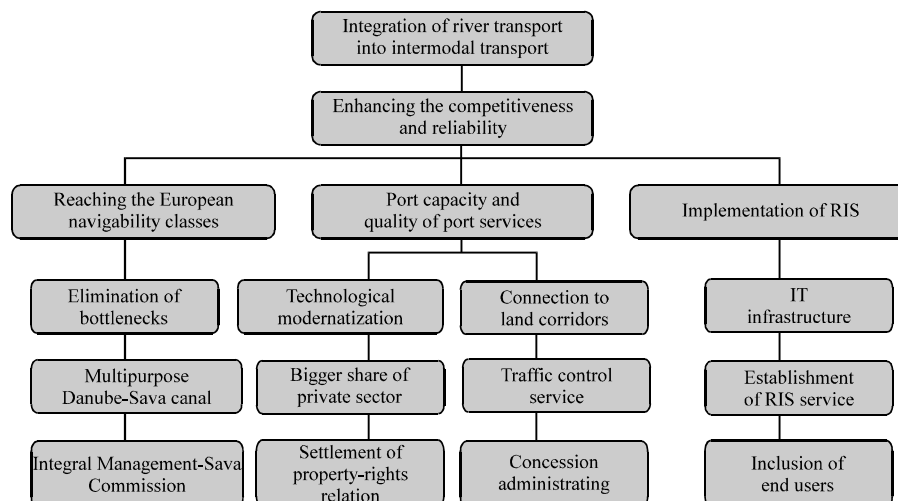 Integration of river transport
into intermodal transport
Enhancing the competitiveness
and reliability
Reaching the European
navigability classes
Port capacity and
quality of port services
Implementation of RIS
Elimination of
bottlenecks
Technological
modernatization
Connection to
land corridors
IT
infrastructure
Multipurpose
Danube-Sava canal
Bigger share of
private sector
Traffic control
service
Establishment
of RIS service
Integral Management-Sava
Commission
Settlement of
property-rights
relation
Concession
administrating
Inclusion of
end users